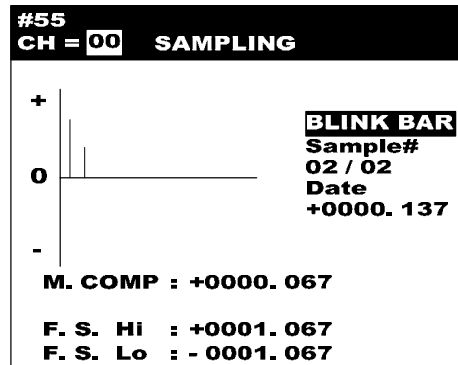 #55
CH = 00 SAMPLING
+
0
-
BLINK BAR
Sample#
02 / 02
Date
+0000. 137
M. COMP : +0000. 067
F. S. Hi : +0001. 067
F. S. Lo : - 0001. 067